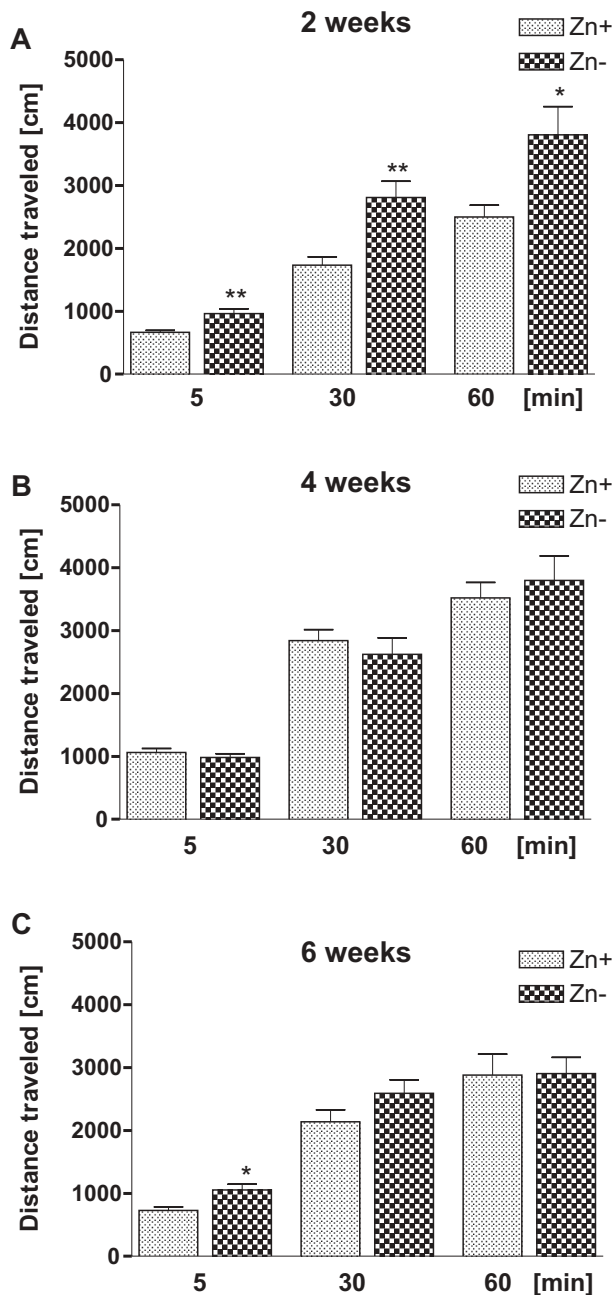 A
2 weeks
Zn+
Zn-
Distance traveled [cm]
5000
4000
3000
2000
1000
0
**
**
*
5 30 60 [min]
B
4 weeks
Zn+
Zn-
Distance traveled [cm]
5000
4000
3000
2000
1000
0
5 30 60 [min]
C
6 weeks
Zn+
Zn-
Distance traveled [cm]
5000
4000
3000
2000
1000
0
*
5 30 60 [min]